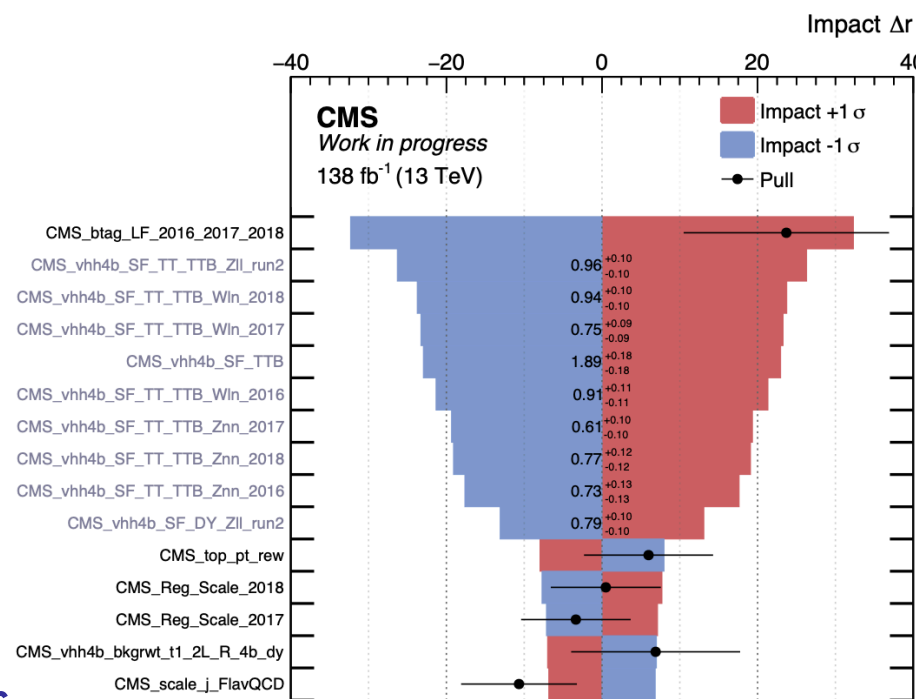 Impact Δr
−40 −20 0 20 40
CMS
Work in progress
138 fb⁻¹ (13 TeV)
Impact +1 σ
Impact -1 σ
Pull
CMS_btag_LF_2016_2017_2018
CMS_vhh4b_SF_TT_TTB_Zll_run2 0.96 +0.10 -0.10
CMS_vhh4b_SF_TT_TTB_Wln_2018 0.94 +0.10 -0.10
CMS_vhh4b_SF_TT_TTB_Wln_2017 0.75 +0.09 -0.09
CMS_vhh4b_SF_TTB 1.89 +0.18 -0.18
CMS_vhh4b_SF_TT_TTB_Wln_2016 0.91 +0.11 -0.11
CMS_vhh4b_SF_TT_TTB_Znn_2017 0.61 +0.10 -0.10
CMS_vhh4b_SF_TT_TTB_Znn_2018 0.77 +0.12 -0.12
CMS_vhh4b_SF_TT_TTB_Znn_2016 0.73 +0.13 -0.13
CMS_vhh4b_SF_DY_Zll_run2 0.79 +0.10 -0.10
CMS_top_pt_rew
CMS_Reg_Scale_2018
CMS_Reg_Scale_2017
CMS_vhh4b_bkgrwt_t1_2L_R_4b_dy
CMS_scale_j_FlavQCD